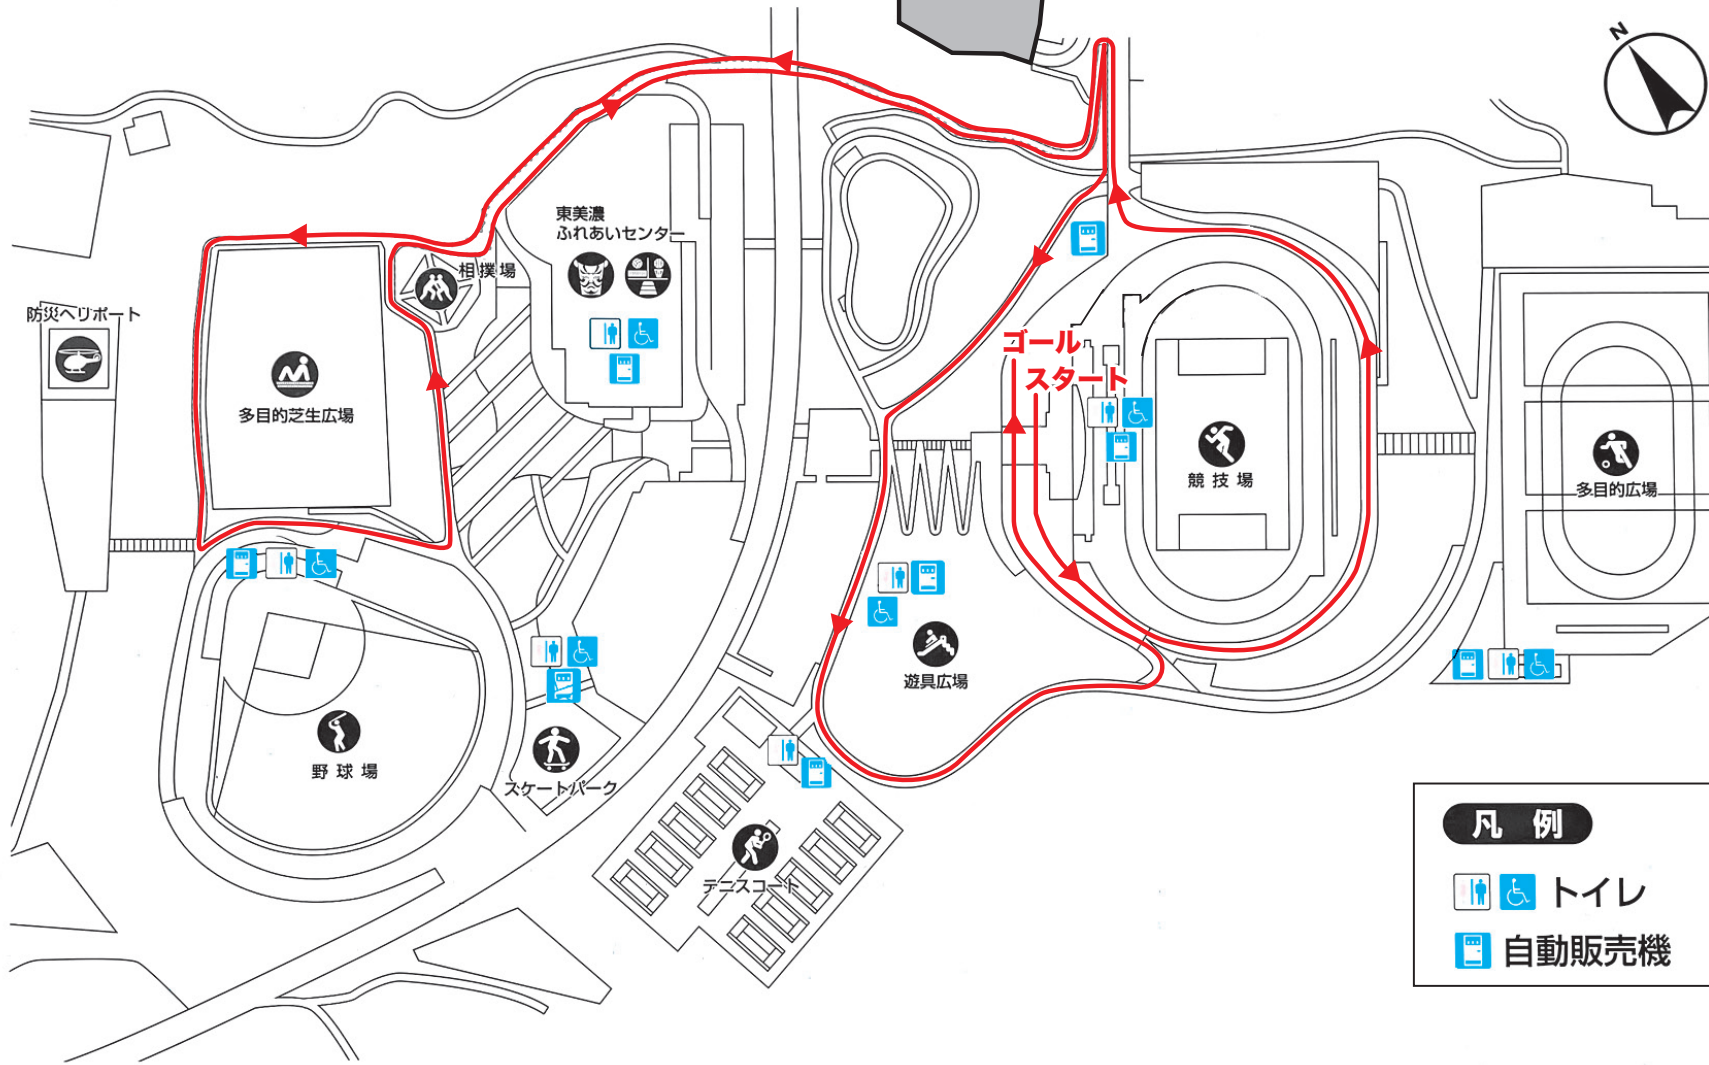 N
東美濃
ふれあいセンター
相撲場
防災ヘリポート
多目的芝生広場
ゴール
スタート
競技場
多目的広場
遊具広場
野球場
スケートパーク
テニスコート
凡例
トイレ
自動販売機